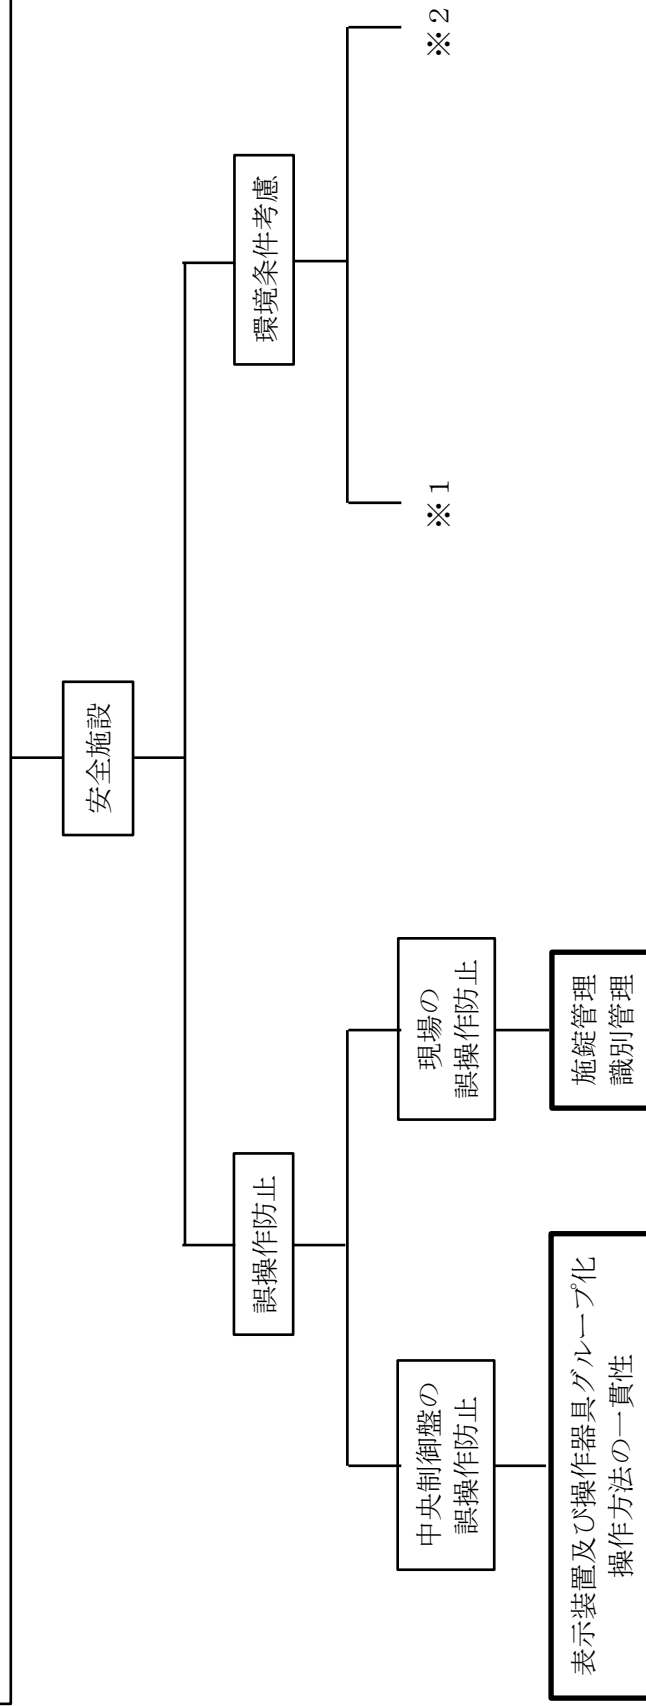 安全施設
誤操作防止
環境条件考慮
中央制御盤の
誤操作防止
現場の
誤操作防止
※1
※2
表示装置及び操作器具グループ化
操作方法の一貫性
施錠管理
識別管理